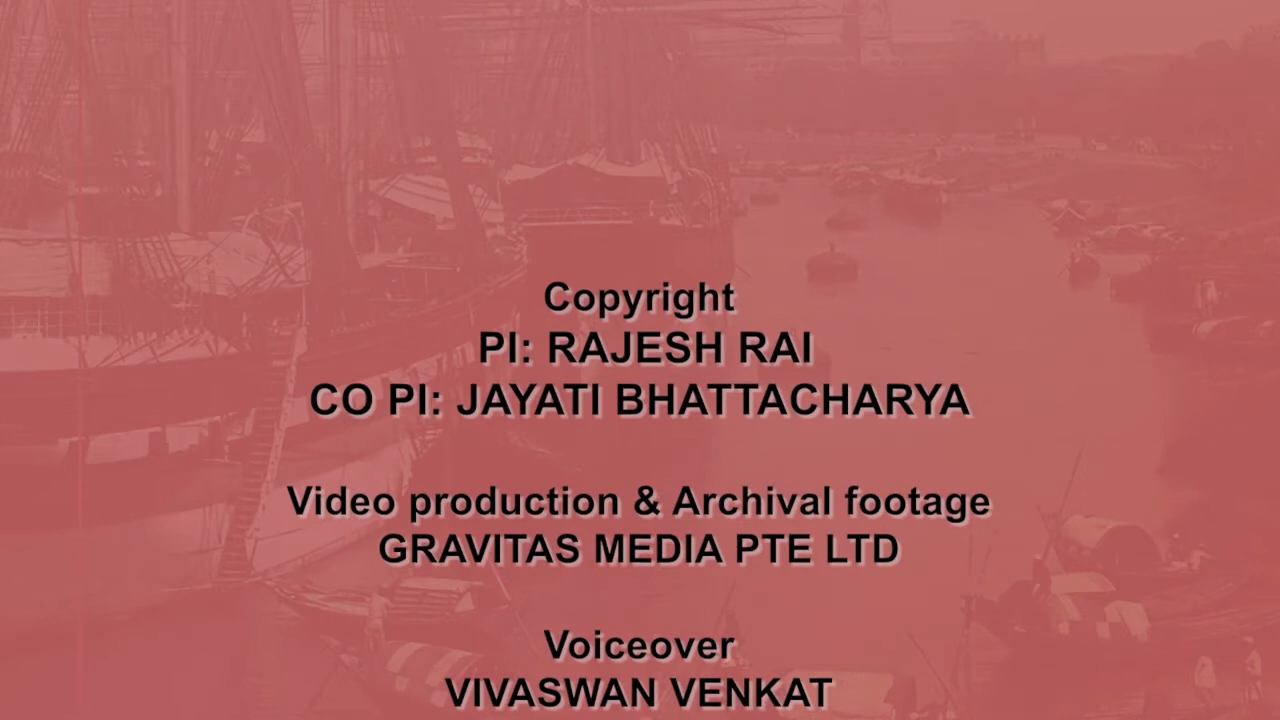 Copyright
PI: RAJESH RAI
CO PI: JAYATI BHATTACHARYA
Video production & Archival footage
GRAVITAS MEDIA PTE LTD
Voiceover
VIVASWAN VENKAT